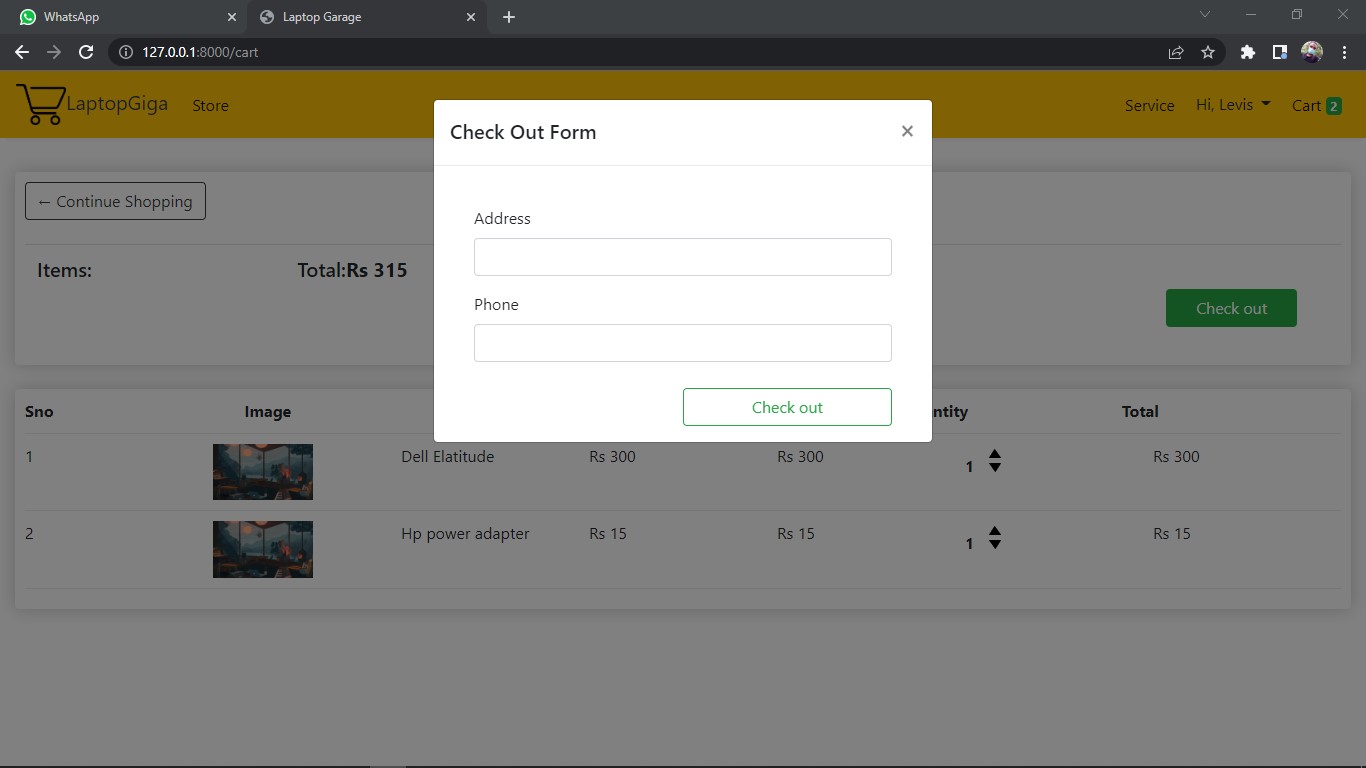 WhatsApp
Laptop Garage
127.0.0.1:8000/cart
LaptopGiga Store Service Hi, Levis Cart 2
Check Out Form ×
← Continue Shopping
Address
Items: Total:Rs 315
Phone
Check out
Check out
Sno Image ntity Total
1 Dell Elatitude Rs 300 Rs 300 1 Rs 300
2 Hp power adapter Rs 15 Rs 15 1 Rs 15